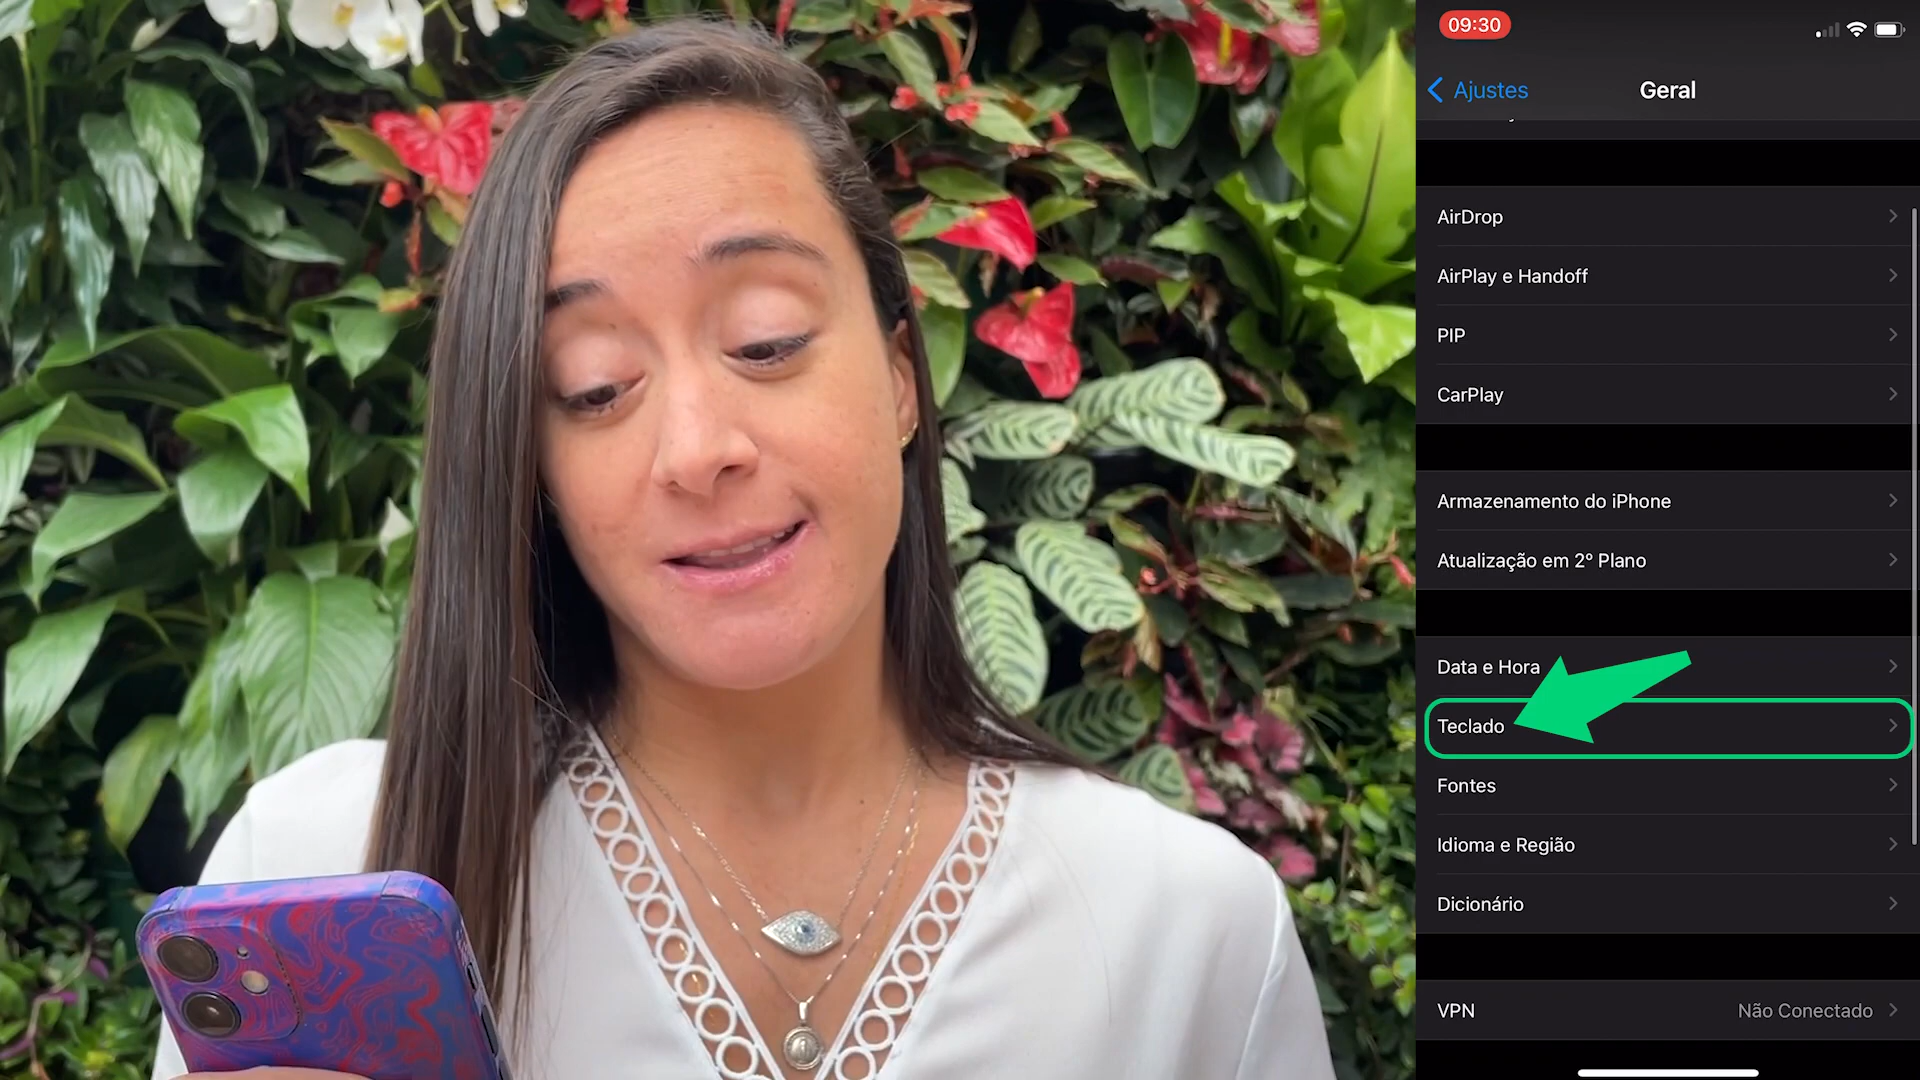 09:30
Ajustes
Geral
AirDrop
AirPlay e Handoff
PIP
CarPlay
Armazenamento do iPhone
Atualização em 2º Plano
Data e Hora
Teclado
Fontes
Idioma e Região
Dicionário
VPN
Não Conectado